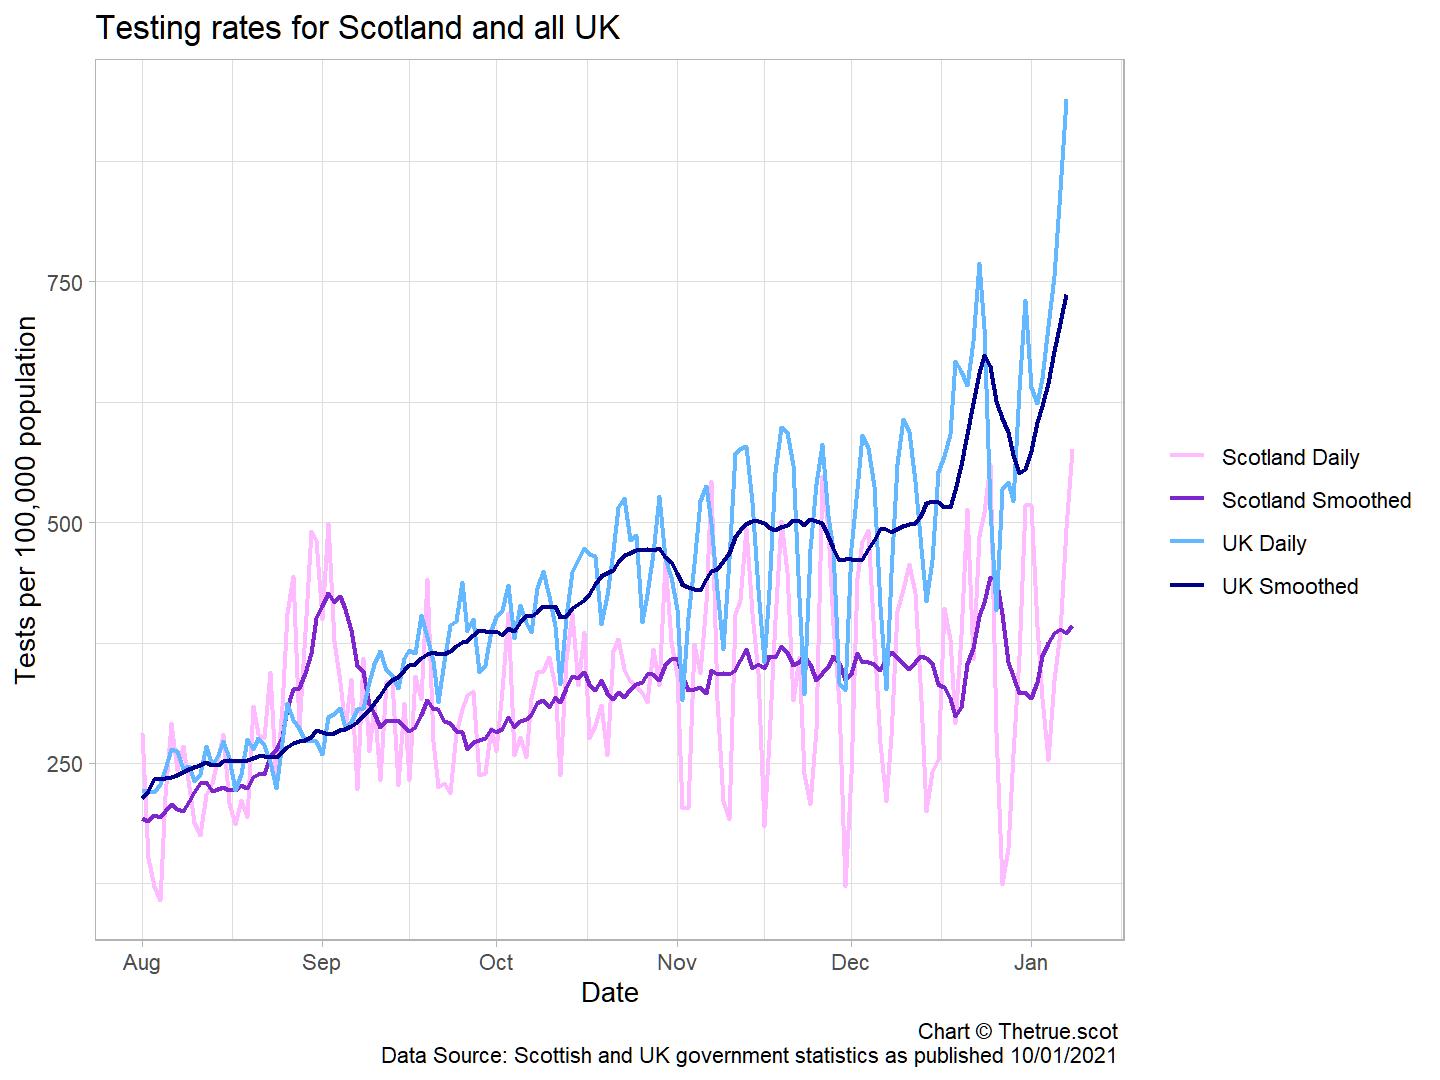 Testing rates for Scotland and all UK
Tests per 100,000 population
750
500
250
Aug Sep Oct Nov Dec Jan
Date
Scotland Daily
Scotland Smoothed
UK Daily
UK Smoothed
Chart © Thetrue.scot
Data Source: Scottish and UK government statistics as published 10/01/2021